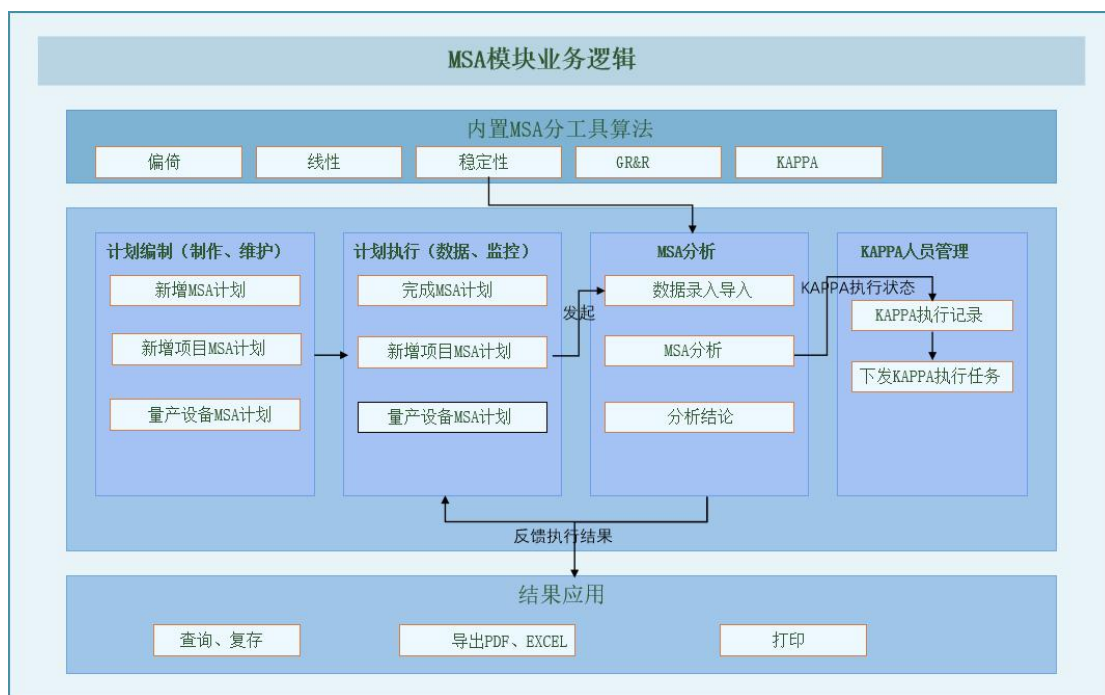 MSA模块业务逻辑
内置MSA分工具算法
偏倚
线性
稳定性
GR&R
KAPPA
计划编制（制作、维护）
新增MSA计划
新增项目MSA计划
量产设备MSA计划
计划执行（数据、监控）
完成MSA计划
新增项目MSA计划
量产设备MSA计划
发起
MSA分析
数据录入导入
MSA分析
分析结论
KAPPA人员管理
KAPPA执行状态
KAPPA执行记录
下发KAPPA执行任务
反馈执行结果
结果应用
查询、复存
导出PDF、EXCEL
打印